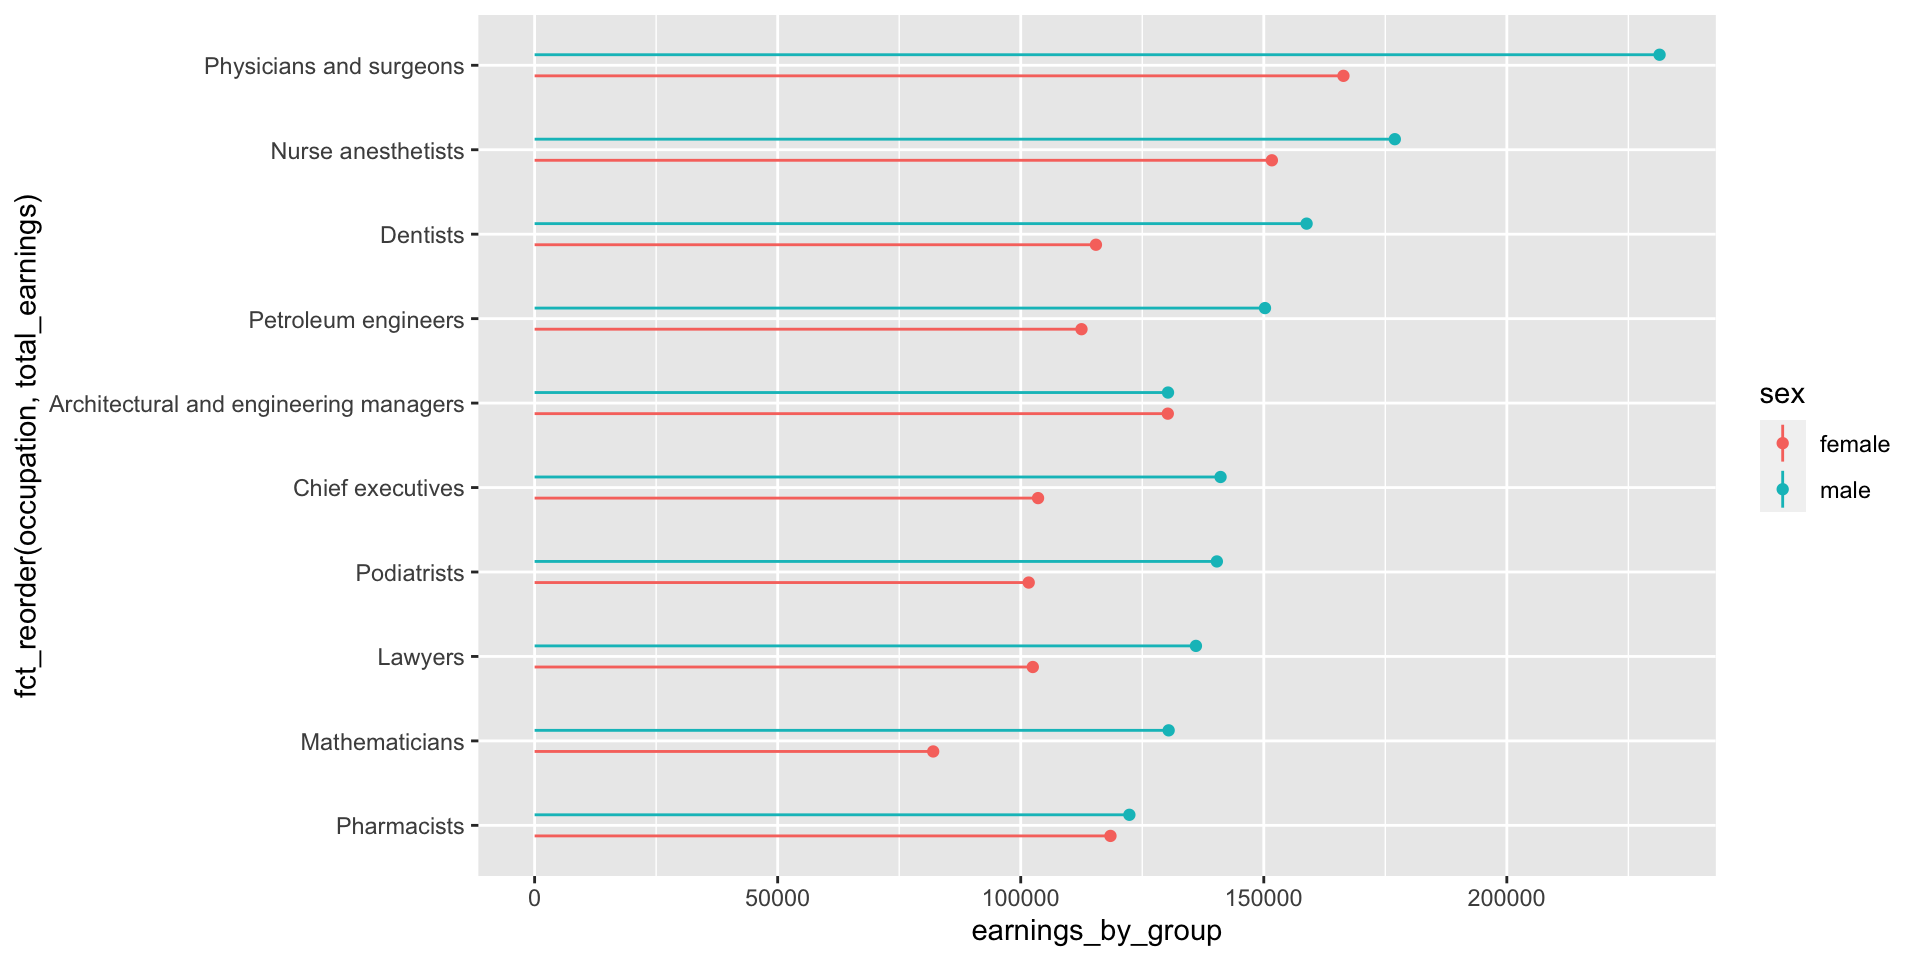 fct_reorder(occupation, total_earnings)
Physicians and surgeons
Nurse anesthetists
Dentists
Petroleum engineers
Architectural and engineering managers
Chief executives
Podiatrists
Lawyers
Mathematicians
Pharmacists
0
50000
100000
150000
200000
earnings_by_group
sex
female
male